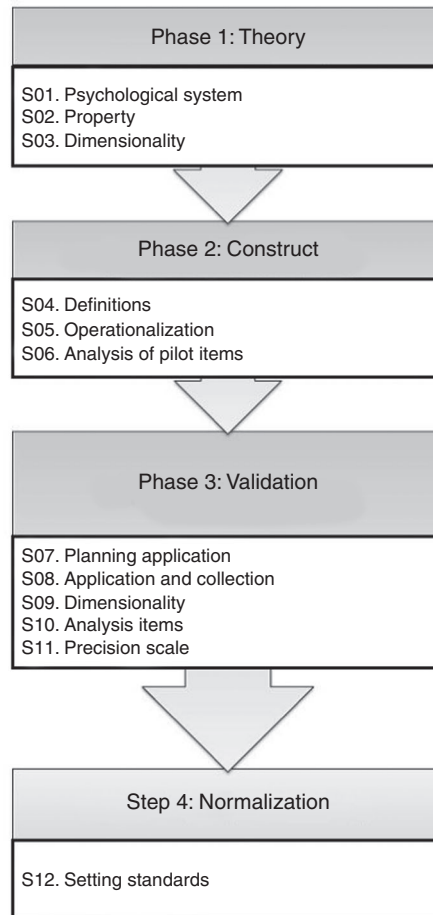 Phase 1: Theory
S01. Psychological system
S02. Property
S03. Dimensionality
Phase 2: Construct
S04. Definitions
S05. Operationalization
S06. Analysis of pilot items
Phase 3: Validation
S07. Planning application
S08. Application and collection
S09. Dimensionality
S10. Analysis items
S11. Precision scale
Step 4: Normalization
S12. Setting standards